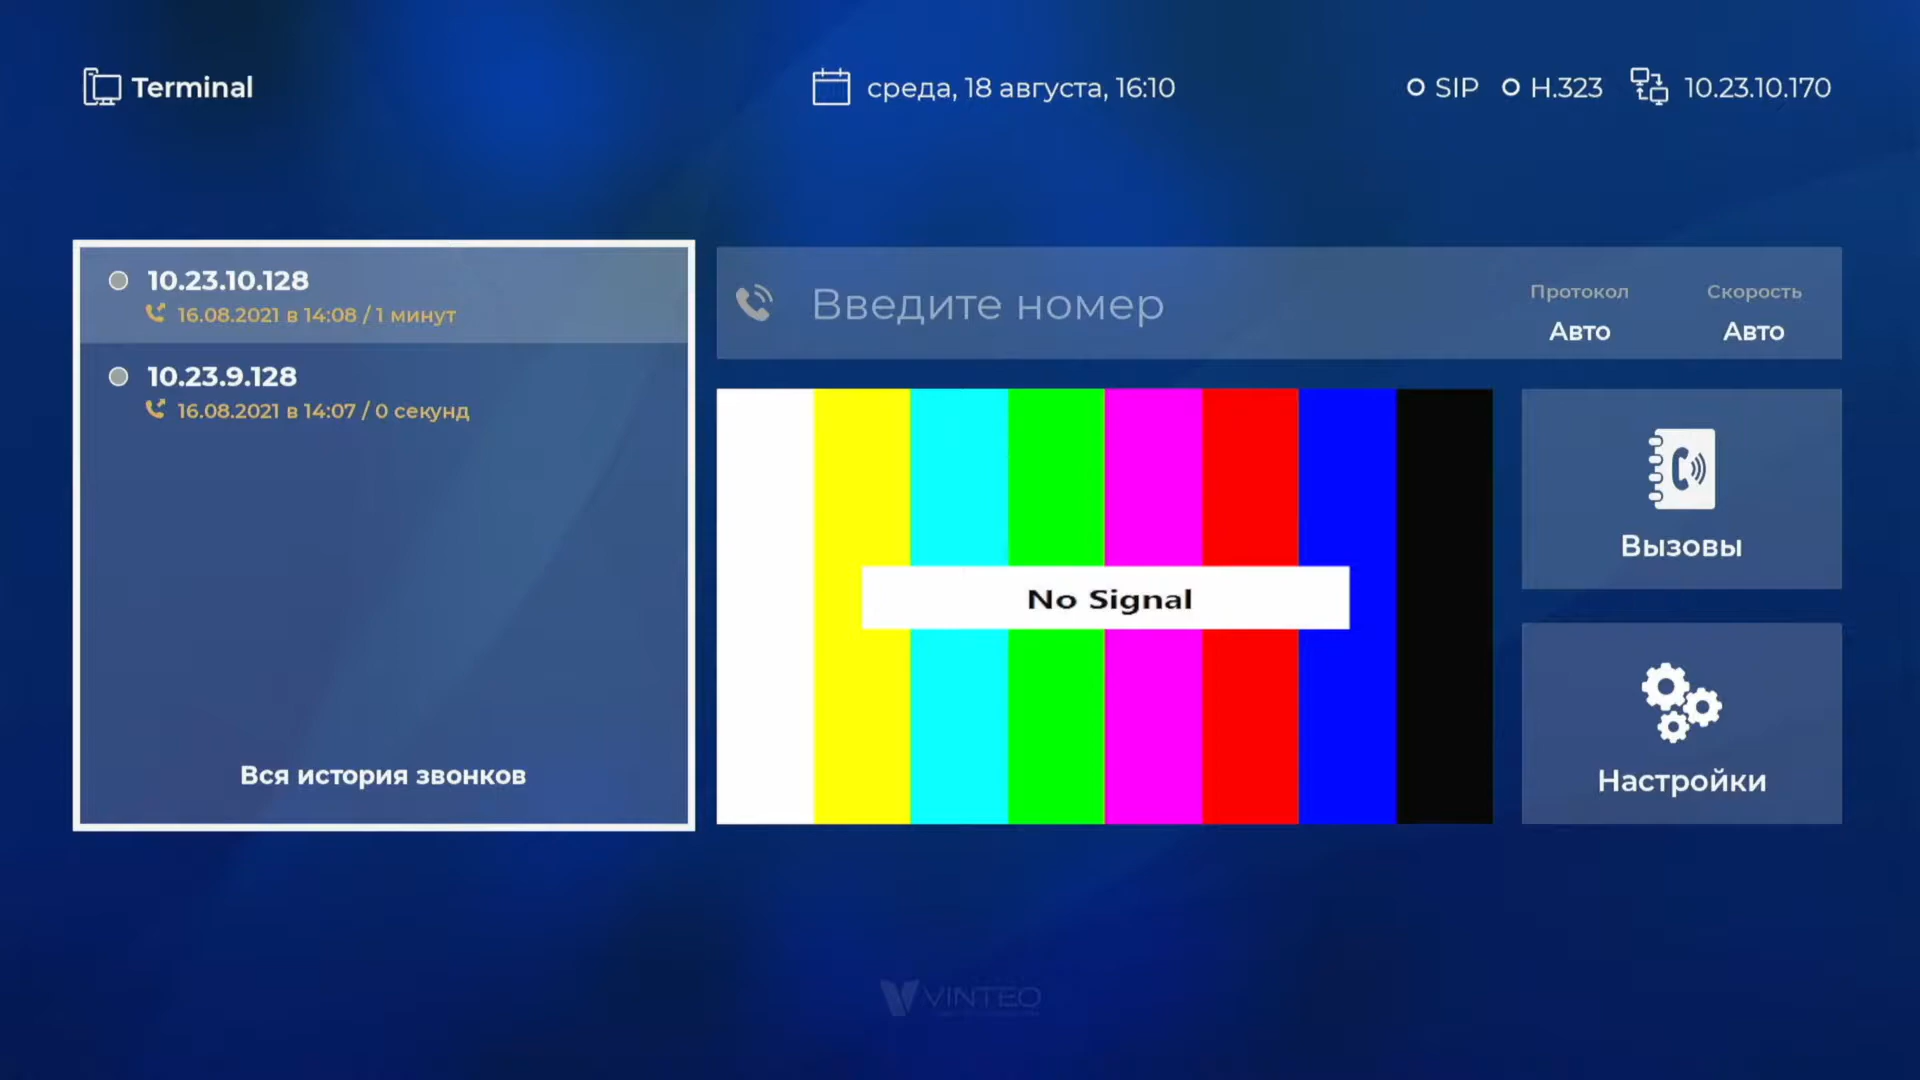 Terminal
среда, 18 августа, 16:10
SIP
H.323
10.23.10.170
10.23.10.128
16.08.2021 в 14:08 / 1 минут
10.23.9.128
16.08.2021 в 14:07 / 0 секунд
Вся история звонков
Введите номер
Протокол
Авто
Скорость
Авто
No Signal
Вызовы
Настройки
VINTEO